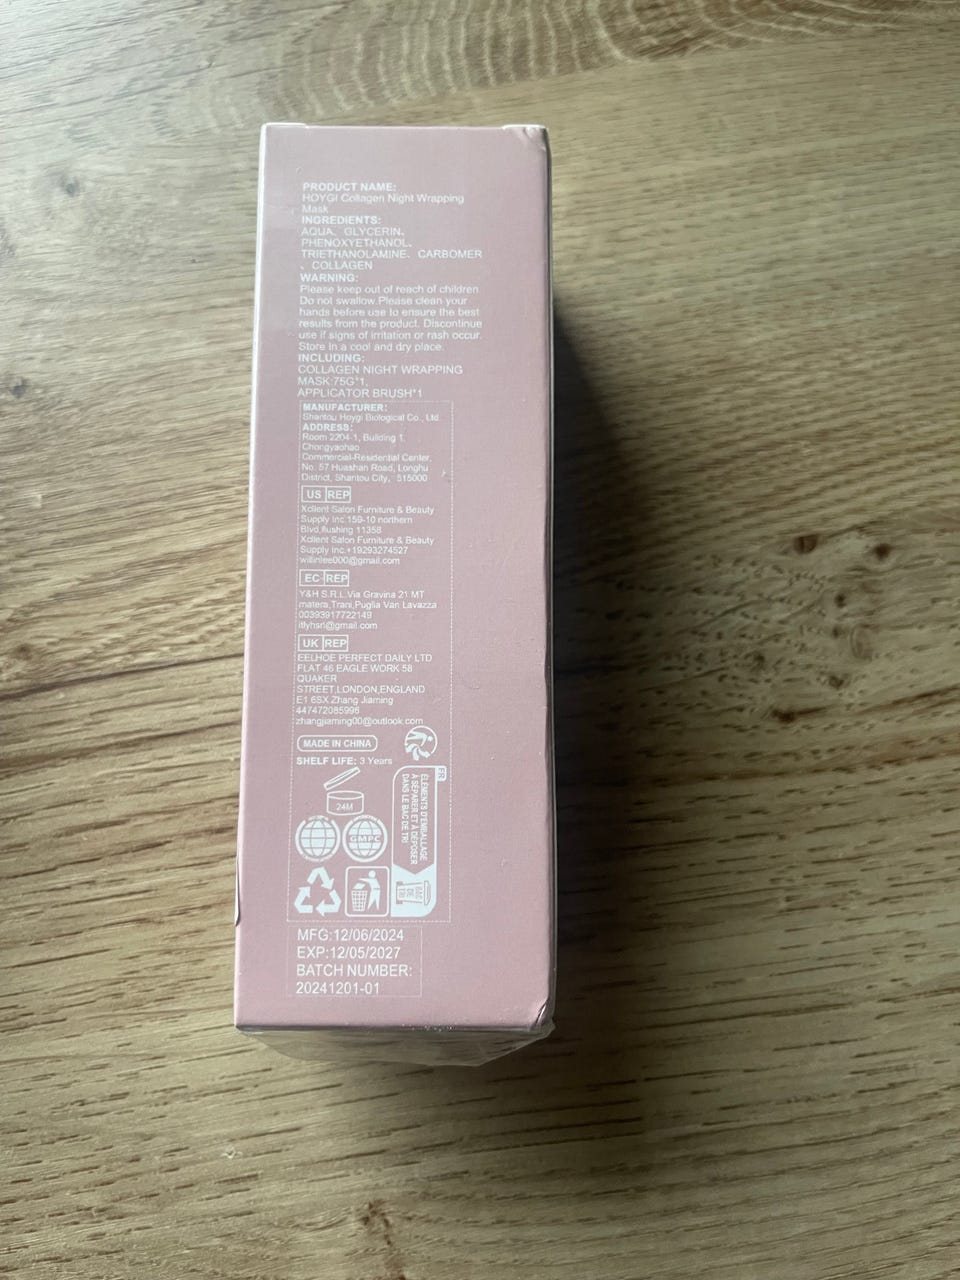 PRODUCT NAME:
HOYGI Collagen Night Wrapping
Mask
INGREDIENTS:
AQUA、GLYCERIN、
PHENOXYETHANOL、
TRIETHANOLAMINE、CARBOMER
、COLLAGEN
WARNING:
Please keep out of reach of children
Do not swallow.Please clean your
hands before use to ensure the best
results from the product. Discontinue
use if signs of irritation or rash occur.
Store in a cool and dry place.
INCLUDING:
COLLAGEN NIGHT WRAPPING
MASK:75G*1,
APPLICATOR BRUSH*1
MANUFACTURER:
Shantou Hoygi Biological Co., Ltd.
ADDRESS:
Room 2204-1, Building 1,
Chongyaohao
Commercial-Residential Center,
No. 57 Huashan Road, Longhu
District, Shantou City, 515000
US REP
Xclient Salon Furniture & Beauty
Supply Inc.159-10 northern
Blvd,flushing 11358
Xclient Salon Furniture & Beauty
Supply Inc.+19293274527
willinlee000@gmail.com
EC REP
Y&H S.R.L.Via Gravina 21 MT
matera,Trani,Puglia Van Lavazza
00393917722149
itlyhsrl@gmail.com
UK REP
EELHOE PERFECT DAILY LTD
FLAT 46 EAGLE WORK 58
QUAKER
STREET,LONDON,ENGLAND
E1 6SX Zhang Jiaming
447472085998
zhangjiaming00@outlook.com
MADE IN CHINA
SHELF LIFE: 3 Years
24M
GMPC
FR
ÉLÉMENTS D'EMBALLAGE
À SÉPARER ET À DÉPOSER
DANS LE BAC DE TRI
BAC
DE
TRI
MFG:12/06/2024
EXP:12/05/2027
BATCH NUMBER:
20241201-01